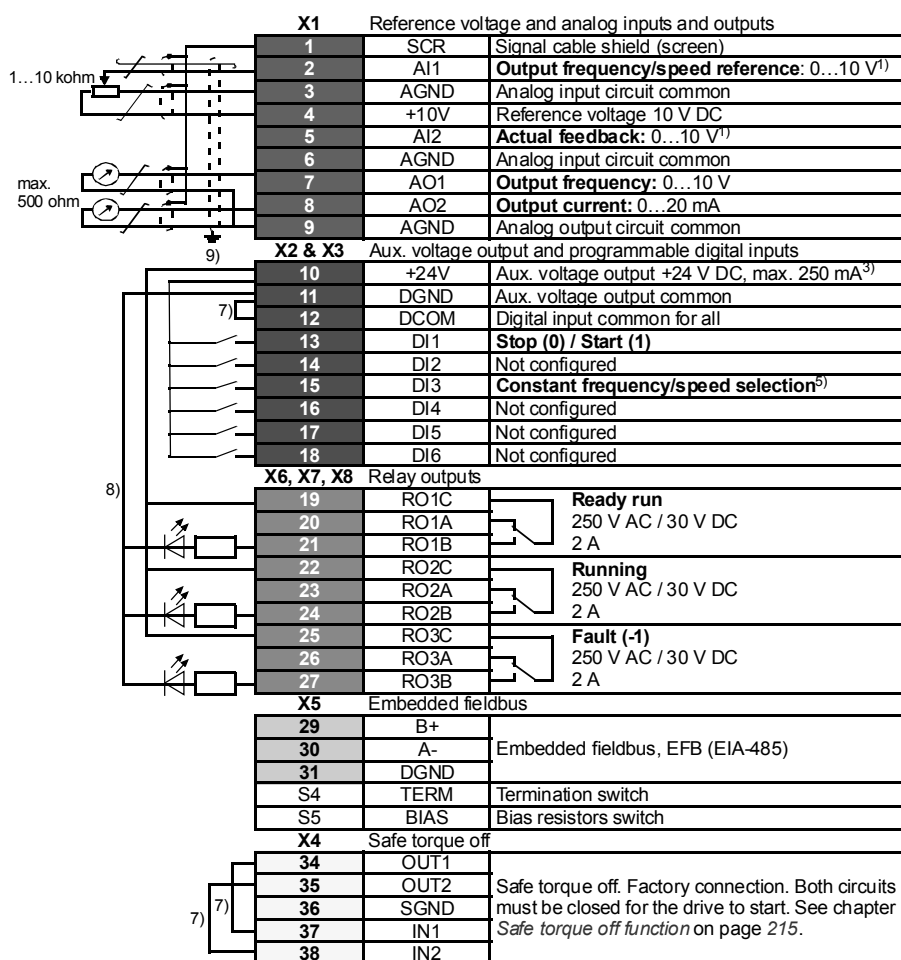 X1 Reference voltage and analog inputs and outputs
1 SCR Signal cable shield (screen)
1…10 kohm 2 AI1 Output frequency/speed reference: 0…10 V1)
3 AGND Analog input circuit common
4 +10V Reference voltage 10 V DC
5 AI2 Actual feedback: 0…10 V1)
6 AGND Analog input circuit common
max. 7 AO1 Output frequency: 0…10 V
500 ohm 8 AO2 Output current: 0…20 mA
9 AGND Analog output circuit common
9) X2 & X3 Aux. voltage output and programmable digital inputs
10 +24V Aux. voltage output +24 V DC, max. 250 mA3)
11 DGND Aux. voltage output common
7) 12 DCOM Digital input common for all
13 DI1 Stop (0) / Start (1)
14 DI2 Not configured
15 DI3 Constant frequency/speed selection5)
16 DI4 Not configured
17 DI5 Not configured
18 DI6 Not configured
X6, X7, X8 Relay outputs
8) 19 RO1C Ready run
20 RO1A 250 V AC / 30 V DC
21 RO1B 2 A
22 RO2C Running
23 RO2A 250 V AC / 30 V DC
24 RO2B 2 A
25 RO3C Fault (-1)
26 RO3A 250 V AC / 30 V DC
27 RO3B 2 A
X5 Embedded fieldbus
29 B+
30 A- Embedded fieldbus, EFB (EIA-485)
31 DGND
S4 TERM Termination switch
S5 BIAS Bias resistors switch
X4 Safe torque off
34 OUT1
35 OUT2 Safe torque off. Factory connection. Both circuits
7) 7) 36 SGND must be closed for the drive to start. See chapter
37 IN1 Safe torque off function on page 215.
38 IN2